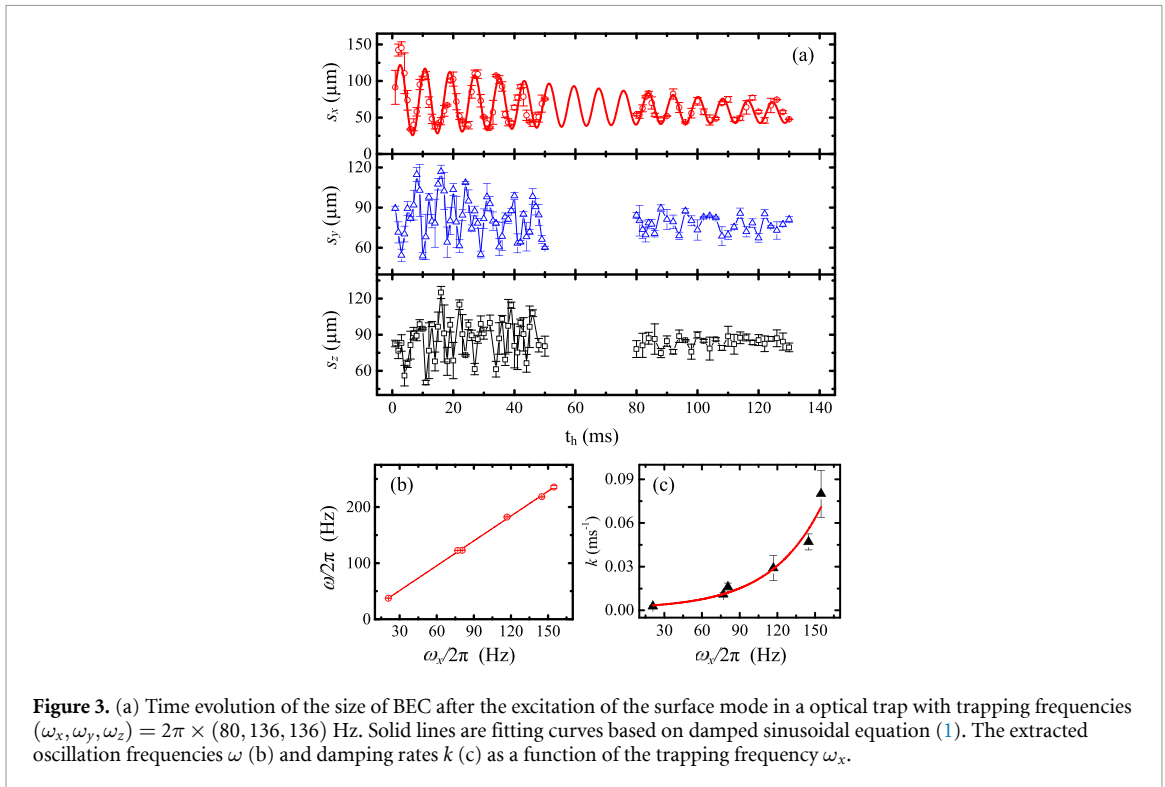 (a)
150
100
50
0
s_x (μm)
120
90
60
s_y (μm)
120
90
60
s_z (μm)
0 20 40 60 80 100 120 140
t_h (ms)
(b)
200
100
0
ω/2π (Hz)
30 60 90 120 150
ω_x/2π (Hz)
(c)
0.09
0.06
0.03
0.00
k (ms⁻¹)
30 60 90 120 150
ω_x/2π (Hz)
Figure 3. (a) Time evolution of the size of BEC after the excitation of the surface mode in a optical trap with trapping frequencies
(ω_x, ω_y, ω_z) = 2π × (80, 136, 136) Hz. Solid lines are fitting curves based on damped sinusoidal equation (1). The extracted
oscillation frequencies ω (b) and damping rates k (c) as a function of the trapping frequency ω_x.